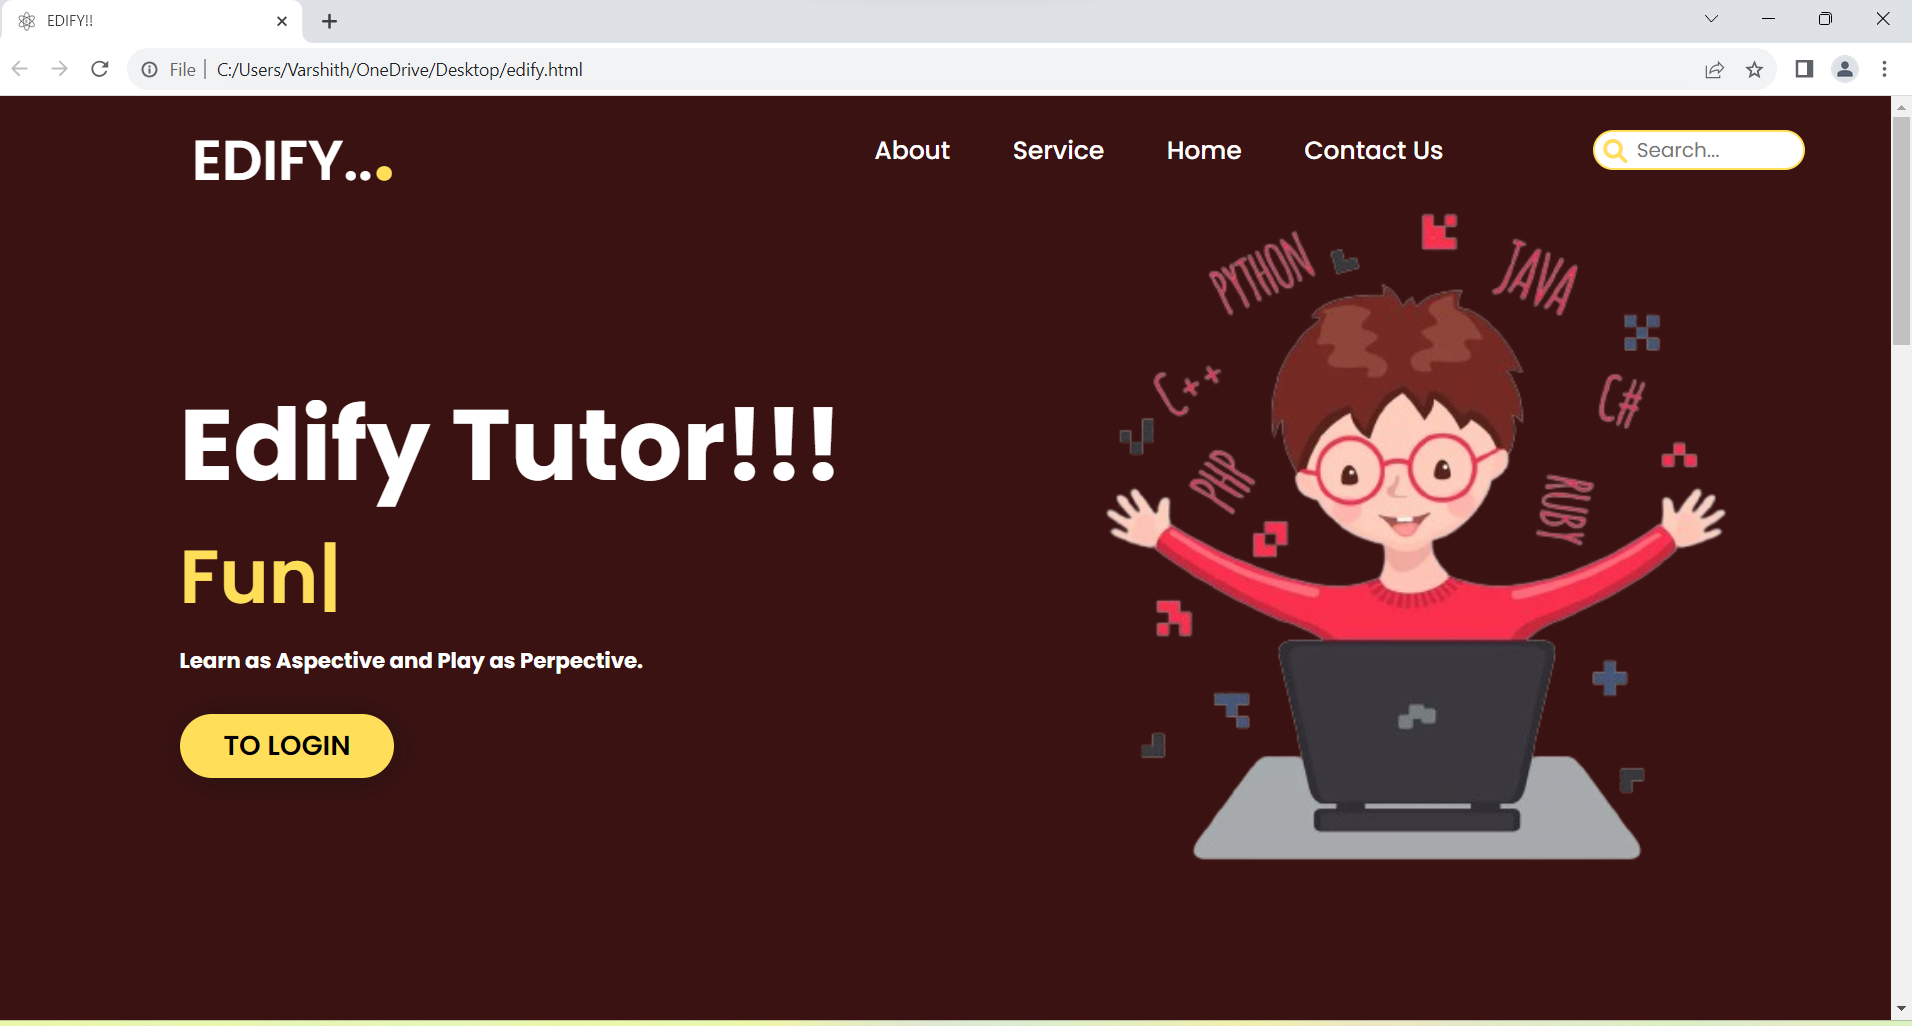 EDIFY!!
File | C:/Users/Varshith/OneDrive/Desktop/edify.html
EDIFY...
About Service Home Contact Us
Search...
PYTHON
JAVA
C++
C#
PHP
RUBY
Edify Tutor!!!
Fun|
Learn as Aspective and Play as Perpective.
TO LOGIN